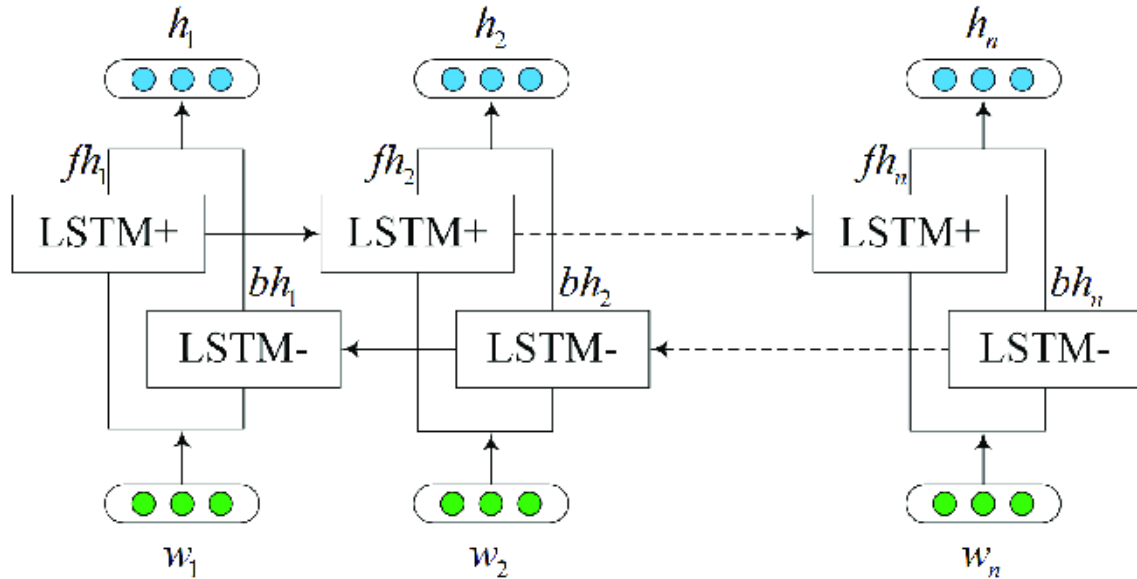 h₁ h₂ hₙ
fh₁ fh₂ fhₙ
LSTM+ LSTM+ LSTM+
bh₁ bh₂ bhₙ
LSTM- LSTM- LSTM-
w₁ w₂ wₙ